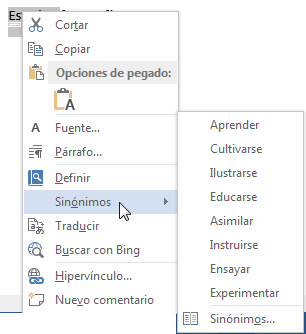 Cortar
Copiar
Opciones de pegado:
A
Fuente...
Párrafo...
Definir
Sinónimos
Traducir
Buscar con Bing
Hipervínculo...
Nuevo comentario
Aprender
Cultivarse
Ilustrarse
Educarse
Asimilar
Instruirse
Ensayar
Experimentar
Sinónimos...